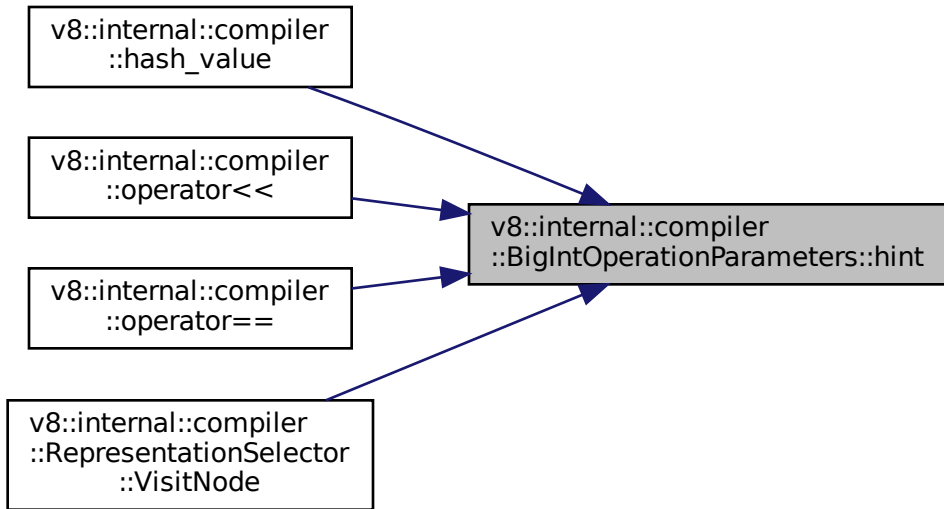 v8::internal::compiler
::hash_value
v8::internal::compiler
::operator<<
v8::internal::compiler
::BigIntOperationParameters::hint
v8::internal::compiler
::operator==
v8::internal::compiler
::RepresentationSelector
::VisitNode